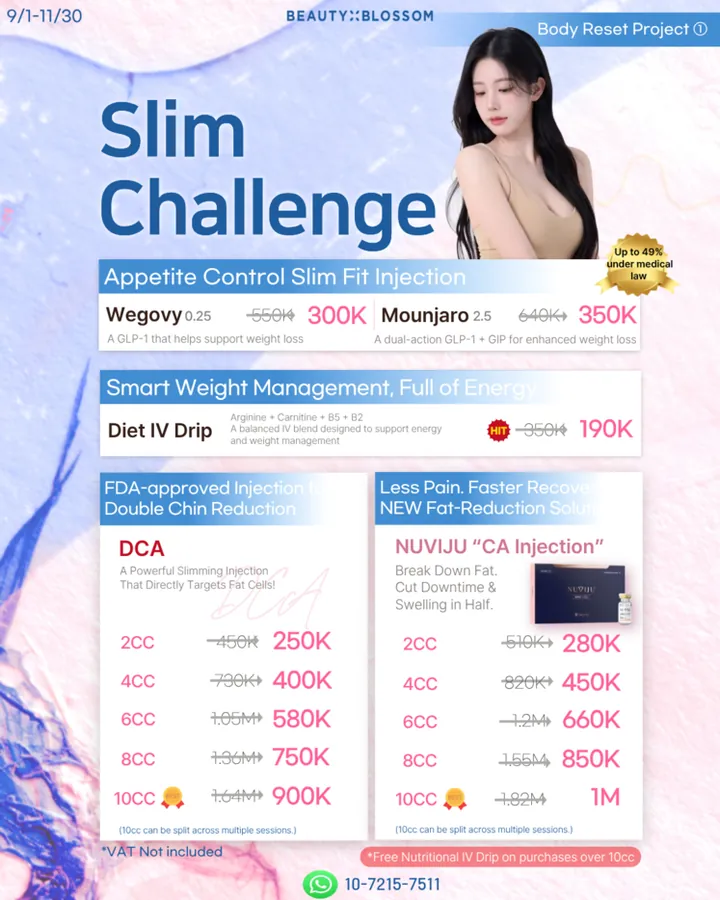 9/1-11/30
BEAUTY BLOSSOM
Body Reset Project ①
Slim
Challenge
Up to 49%
under medical
law
Appetite Control Slim Fit Injection
Wegovy 0.25 550K 300K
A GLP-1 that helps support weight loss
Mounjaro 2.5 640K 350K
A dual-action GLP-1 + GIP for enhanced weight loss
Smart Weight Management, Full of Energy
Diet IV Drip
Arginine + Carnitine + B5 + B2
A balanced IV blend designed to support energy
and weight management
HIT 350K 190K
FDA-approved Injection
Double Chin Reduction
DCA
A Powerful Slimming Injection
That Directly Targets Fat Cells!
DCA
2CC 450K 250K
4CC 730K 400K
6CC 1.05M 580K
8CC 1.36M 750K
10CC 1.64M 900K
(10cc can be split across multiple sessions.)
Less Pain. Faster Recove
NEW Fat-Reduction Solut
NUVIJU “CA Injection”
Break Down Fat.
Cut Downtime &
Swelling in Half.
NUVIJU
2CC 510K 280K
4CC 820K 450K
6CC 1.2M 660K
8CC 1.55M 850K
10CC 1.82M 1M
(10cc can be split across multiple sessions.)
*VAT Not included
*Free Nutritional IV Drip on purchases over 10cc
10-7215-7511